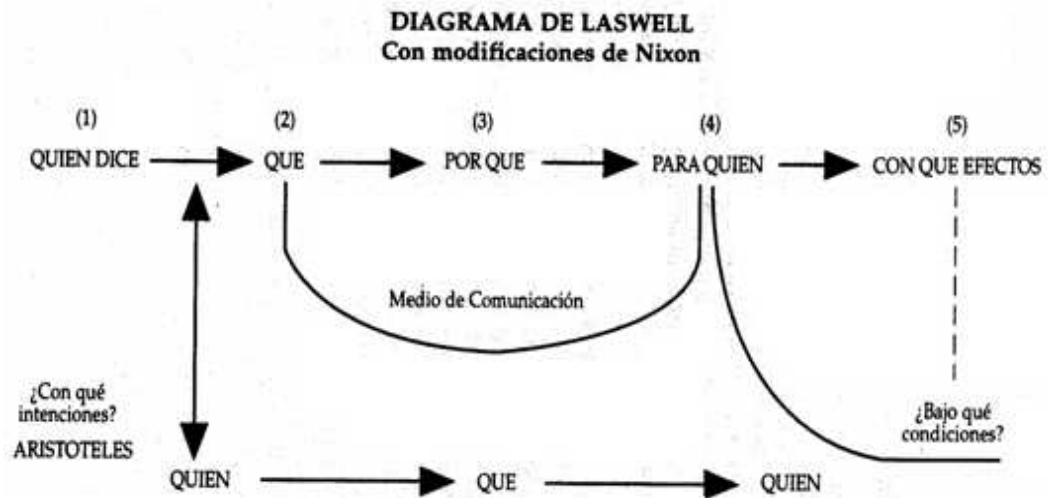 DIAGRAMA DE LASWELL
Con modificaciones de Nixon
(1) (2) (3) (4) (5)
QUIEN DICE QUE POR QUE PARA QUIEN CON QUE EFECTOS
Medio de Comunicación
¿Con qué
intenciones?
ARISTOTELES
¿Bajo qué
condiciones?
QUIEN QUE QUIEN